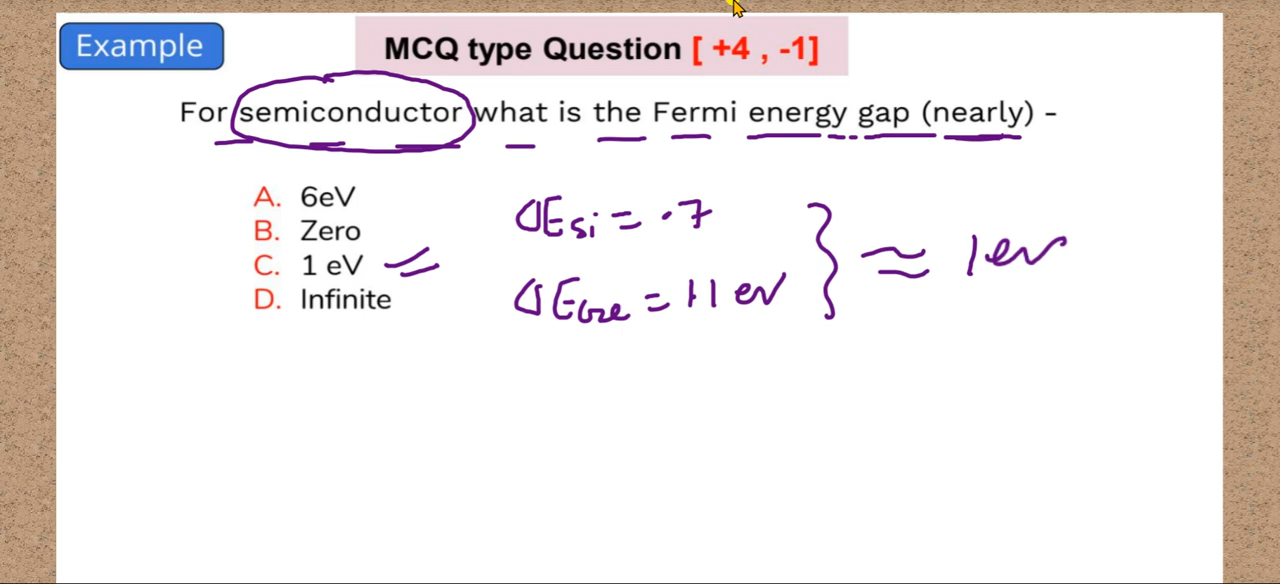 Example
MCQ type Question [ +4 , -1]
For semiconductor what is the Fermi energy gap (nearly) -
A. 6eV
B. Zero
C. 1 eV
D. Infinite
ΔEsi = .7
ΔEGe = 1.1 ev
≈ 1ev